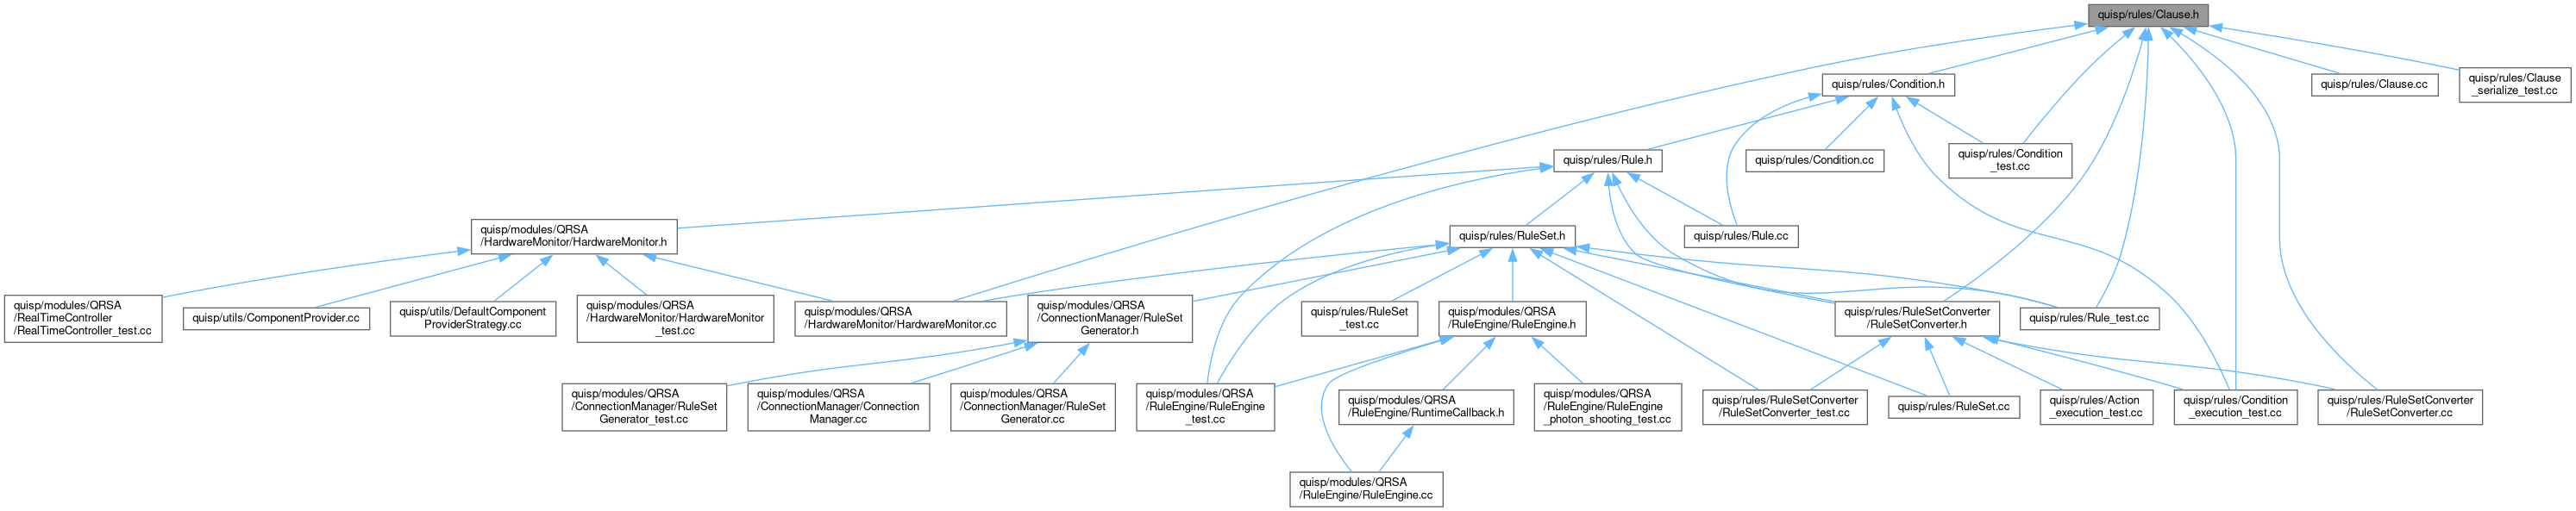 quisp/rules/Clause.h
quisp/rules/Condition.h
quisp/rules/Clause.cc
quisp/rules/Clause
_serialize_test.cc
quisp/rules/Rule.h
quisp/rules/Condition.cc
quisp/rules/Condition
_test.cc
quisp/modules/QRSA
/HardwareMonitor/HardwareMonitor.h
quisp/rules/RuleSet.h
quisp/rules/Rule.cc
quisp/modules/QRSA
/RealTimeController
/RealTimeController_test.cc
quisp/utils/ComponentProvider.cc
quisp/utils/DefaultComponent
ProviderStrategy.cc
quisp/modules/QRSA
/HardwareMonitor/HardwareMonitor
_test.cc
quisp/modules/QRSA
/HardwareMonitor/HardwareMonitor.cc
quisp/modules/QRSA
/ConnectionManager/RuleSet
Generator.h
quisp/rules/RuleSet
_test.cc
quisp/modules/QRSA
/RuleEngine/RuleEngine.h
quisp/rules/RuleSetConverter
/RuleSetConverter.h
quisp/rules/Rule_test.cc
quisp/modules/QRSA
/ConnectionManager/RuleSet
Generator_test.cc
quisp/modules/QRSA
/ConnectionManager/Connection
Manager.cc
quisp/modules/QRSA
/ConnectionManager/RuleSet
Generator.cc
quisp/modules/QRSA
/RuleEngine/RuleEngine
_test.cc
quisp/modules/QRSA
/RuleEngine/RuntimeCallback.h
quisp/modules/QRSA
/RuleEngine/RuleEngine
_photon_shooting_test.cc
quisp/rules/RuleSetConverter
/RuleSetConverter_test.cc
quisp/rules/RuleSet.cc
quisp/rules/Action
_execution_test.cc
quisp/rules/Condition
_execution_test.cc
quisp/rules/RuleSetConverter
/RuleSetConverter.cc
quisp/modules/QRSA
/RuleEngine/RuleEngine.cc